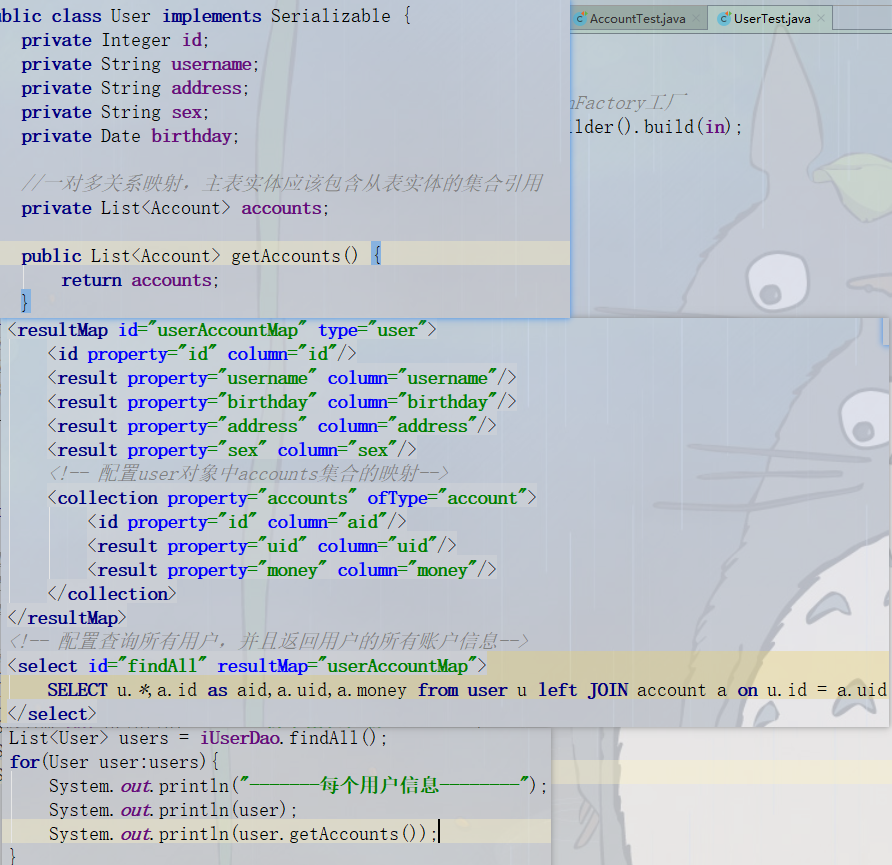 blic class User implements Serializable {
private Integer id;
private String username;
private String address;
private String sex;
private Date birthday;
//一对多关系映射，主表实体应该包含从表实体的集合引用
private List<Account> accounts;
public List<Account> getAccounts() {
return accounts;
}
AccountTest.java
UserTest.java
nFactory工厂
lder().build(in);
<resultMap id="userAccountMap" type="user">
<id property="id" column="id"/>
<result property="username" column="username"/>
<result property="birthday" column="birthday"/>
<result property="address" column="address"/>
<result property="sex" column="sex"/>
<!-- 配置user对象中accounts集合的映射-->
<collection property="accounts" ofType="account">
<id property="id" column="aid"/>
<result property="uid" column="uid"/>
<result property="money" column="money"/>
</collection>
</resultMap>
<!-- 配置查询所有用户，并且返回用户的所有账户信息-->
<select id="findAll" resultMap="userAccountMap">
SELECT u.*,a.id as aid,a.uid,a.money from user u left JOIN account a on u.id = a.uid
</select>
List<User> users = iUserDao.findAll();
for(User user:users){
System.out.println("-------每个用户信息--------");
System.out.println(user);
System.out.println(user.getAccounts());
}